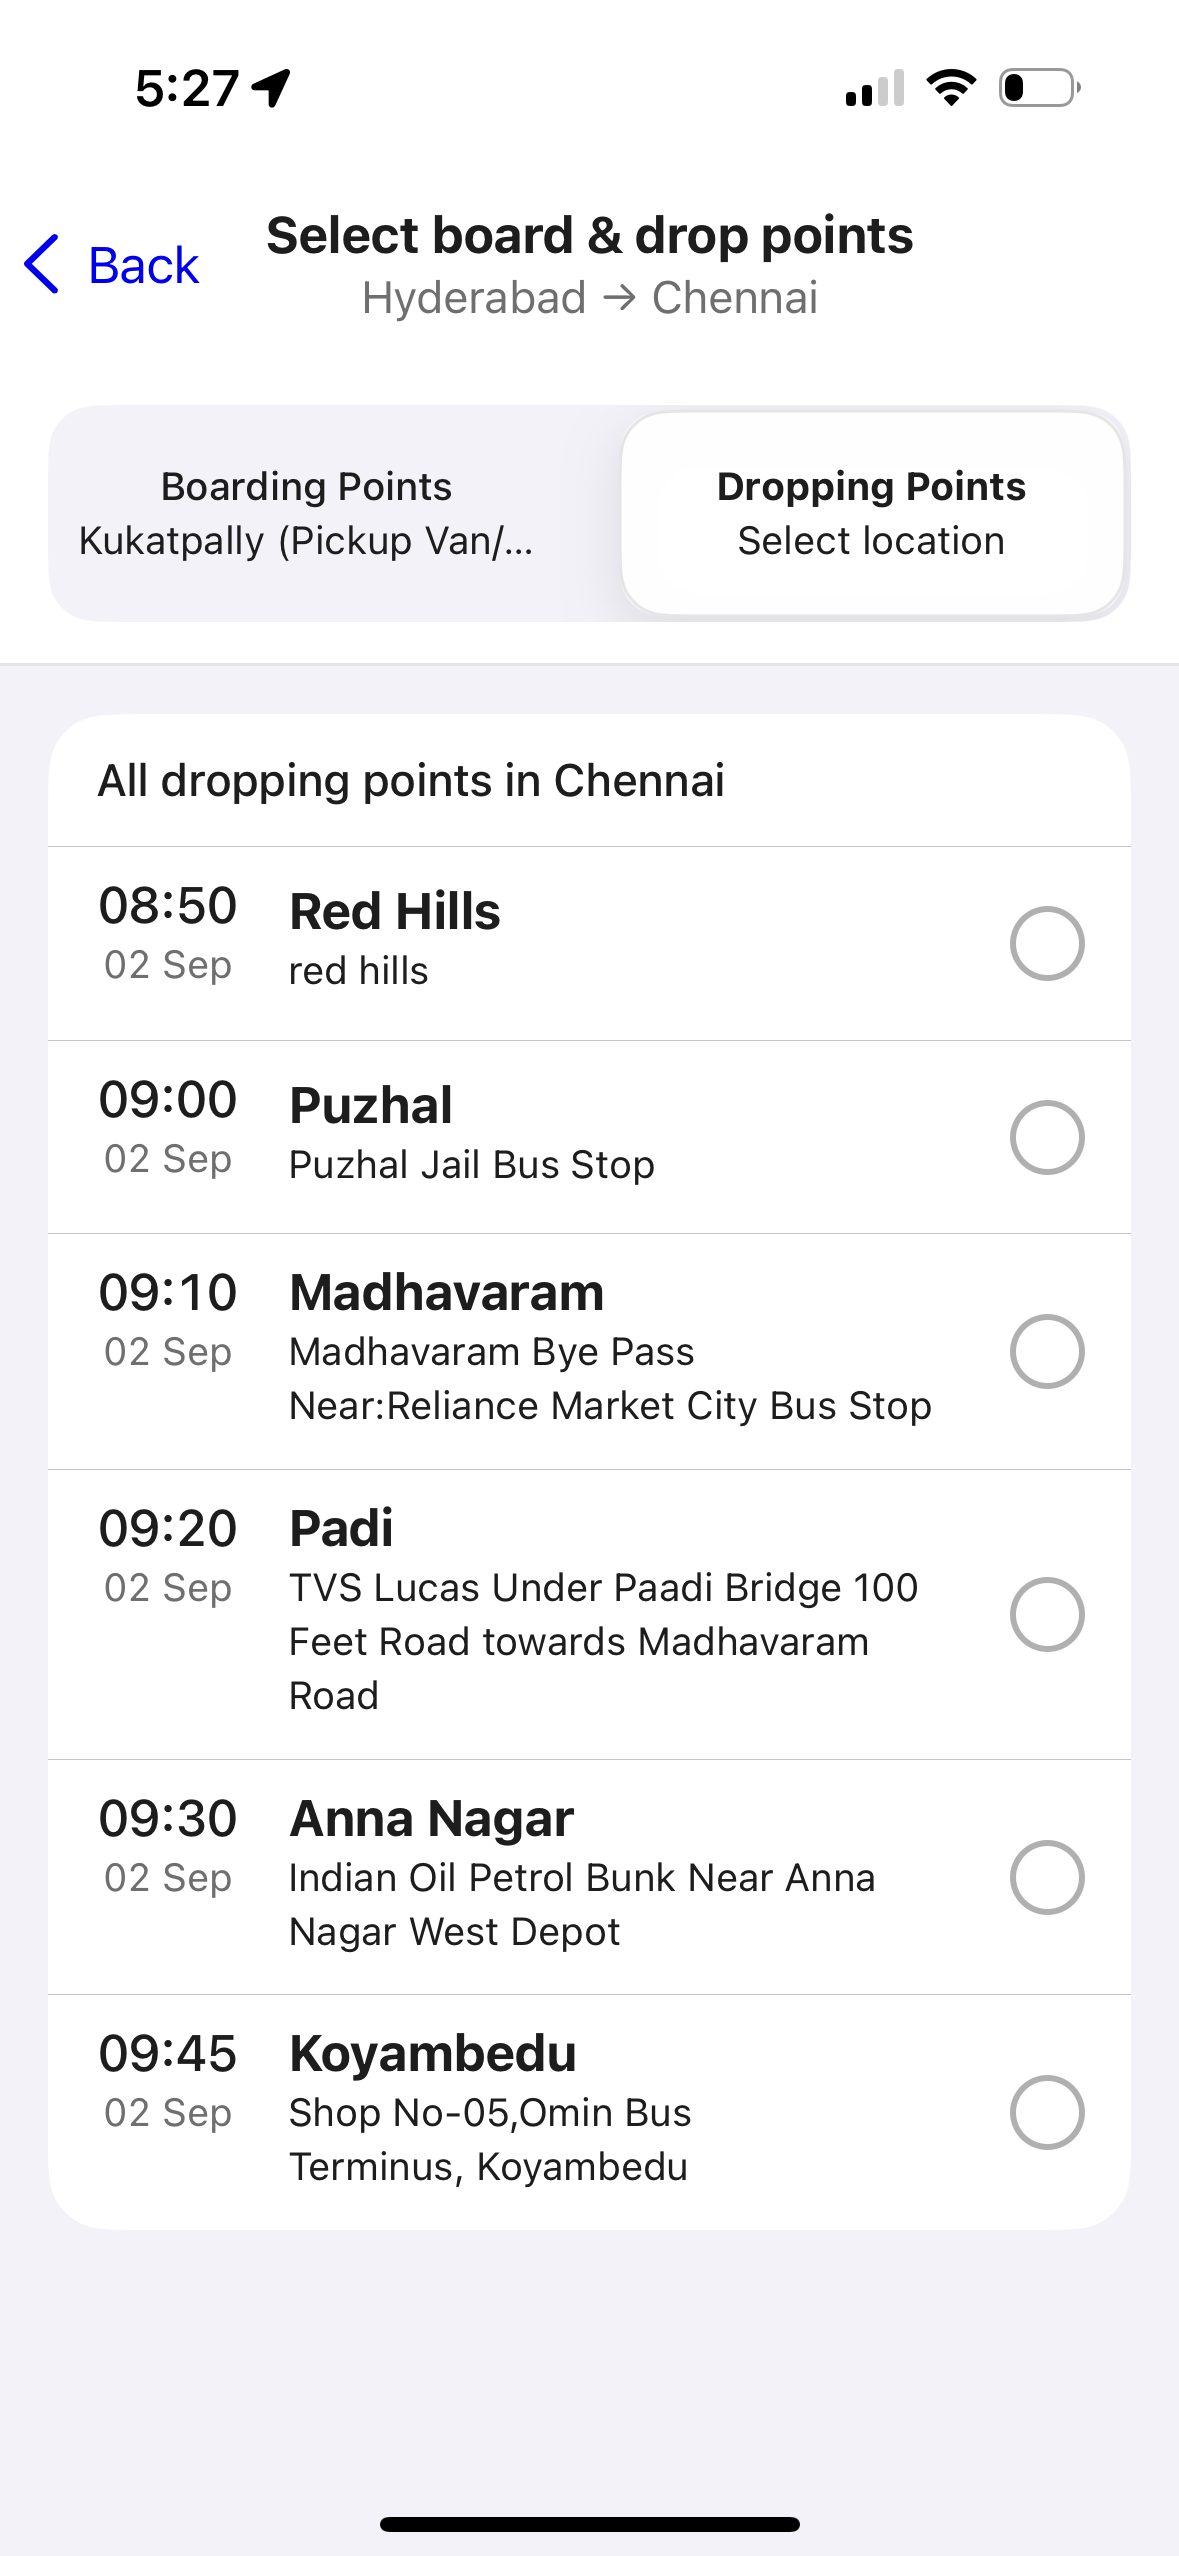 5:27
Back
Select board & drop points
Hyderabad → Chennai
Boarding Points
Kukatpally (Pickup Van/...
Dropping Points
Select location
All dropping points in Chennai
08:50
02 Sep
Red Hills
red hills
09:00
02 Sep
Puzhal
Puzhal Jail Bus Stop
09:10
02 Sep
Madhavaram
Madhavaram Bye Pass
Near:Reliance Market City Bus Stop
09:20
02 Sep
Padi
TVS Lucas Under Paadi Bridge 100
Feet Road towards Madhavaram
Road
09:30
02 Sep
Anna Nagar
Indian Oil Petrol Bunk Near Anna
Nagar West Depot
09:45
02 Sep
Koyambedu
Shop No-05,Omin Bus
Terminus, Koyambedu